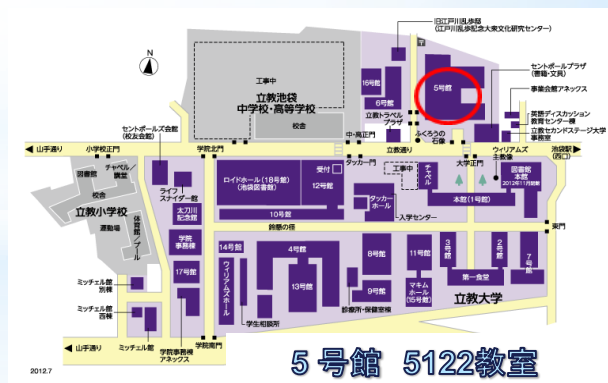 旧江戸川乱歩邸
(江戸川乱歩記念大衆文化研究センター)
N
工事中
立教池袋
中学校・高等学校
校舎
15号館
6号館
5号館
セントポールプラザ
(書籍・文具)
事業会館アネックス
英語ディスカッション
教育センター棟
立教セカンドステージ大学
事務室
立教トラベル
プラザ
ふくろうの
石像
セントポールズ会館
(校友会館)
山手通り
小学校正門
学院北門
中・高正門
立教通り
タッカー門
大学正門
ウィリアムズ
主教像
池袋駅
(西口)
図書館
チャペル/
講堂
校舎
立教小学校
運動場
体育館/プール
ライフ
スナイダー館
太刀川
記念館
学院
事務棟
17号館
ロイドホール(18号館)
(池袋図書館)
受付
12号館
10号館
工事中
タッカー
ホール
入学センター
チャペル
本館(1号館)
図書館
本館
2012年11月開館
東門
鈴懸の径
14号館
ウィリアムズホール
4号館
13号館
学生相談所
8号館
9号館
診療所・保健室棟
11号館
マキム
ホール
(15号館)
3号館
2号館
7号館
第一食堂
立教大学
ミッチェル館
別棟
ミッチェル館
西棟
ミッチェル館
学院事務棟
アネックス
学院南門
山手通り
2012.7
5号館 5122教室